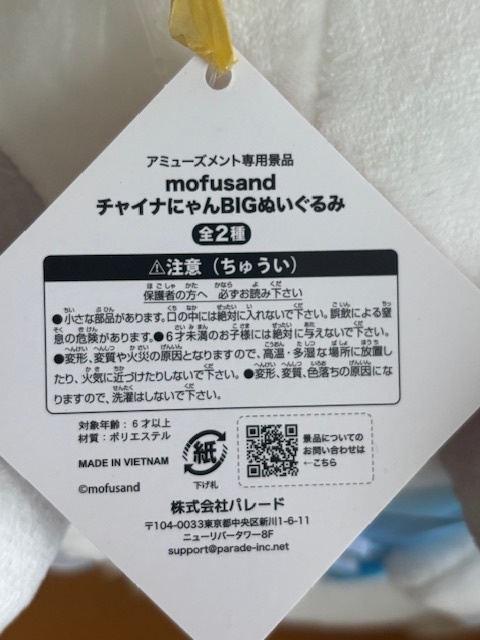 アミューズメント専用景品
mofusand
チャイナにゃんBIGぬいぐるみ
全2種
⚠注意（ちゅうい）
保護者の方へ 必ずお読み下さい
●小さな部品があります。口の中には絶対に入れないで下さい。誤飲による窒
息の危険があります。●6才未満のお子様には絶対に与えないで下さい。
●変形、変質や火災の原因となりますので、高温・多湿な場所に放置し
たり、火気に近づけたりしないで下さい。●変形、変質、色落ちの原因にな
りますので、洗濯はしないで下さい。
対象年齢：6才以上
材質：ポリエステル
MADE IN VIETNAM
©mofusand
紙
下げ札
景品についての
お問い合わせは
←こちら
株式会社パレード
〒104-0033東京都中央区新川1-6-11
ニューリバータワー8F
support@parade-inc.net